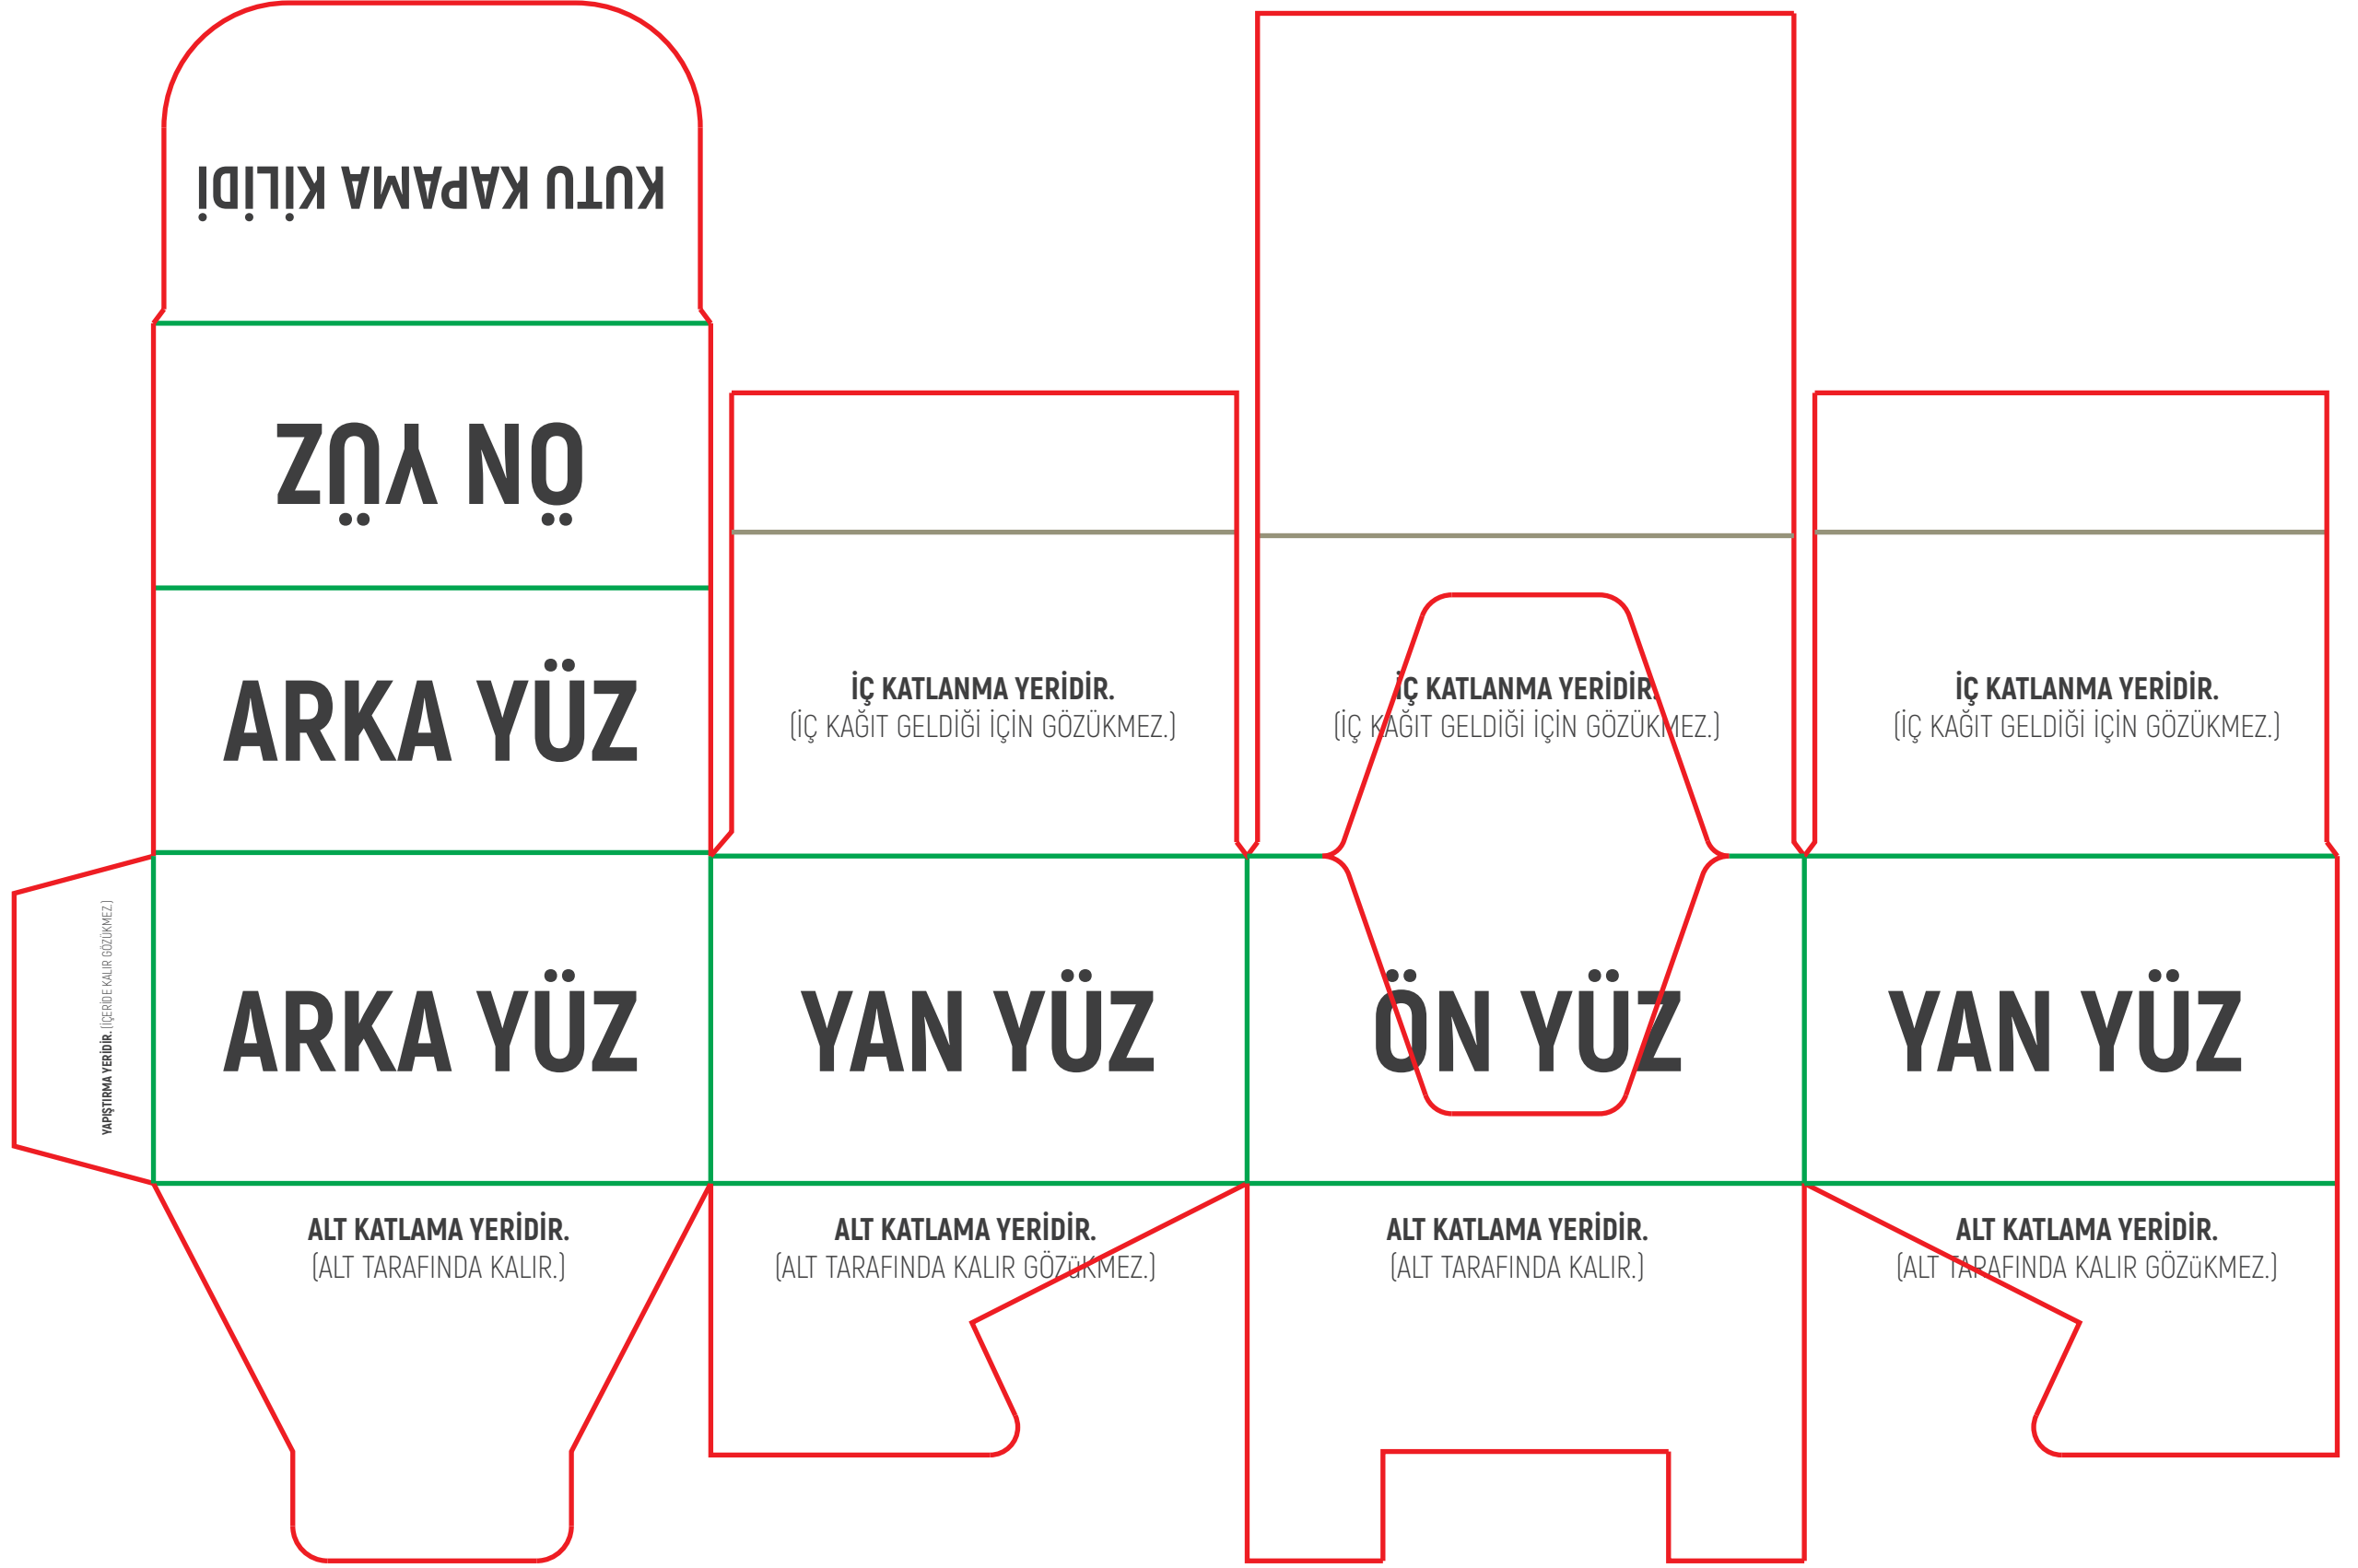 KUTU KAPAMA KİLİDİ
ÖN YÜZ
ARKA YÜZ
İÇ KATLANMA YERİDİR.
(İÇ KAĞIT GELDİĞİ İÇİN GÖZÜKMEZ.)
İÇ KATLANMA YERİDİR.
(İÇ KAĞIT GELDİĞİ İÇİN GÖZÜKMEZ.)
İÇ KATLANMA YERİDİR.
(İÇ KAĞIT GELDİĞİ İÇİN GÖZÜKMEZ.)
YAPIŞTIRMA YERİDİR. (İÇERİDE KALIR GÖZÜKMEZ.)
ARKA YÜZ
YAN YÜZ
ÖN YÜZ
YAN YÜZ
ALT KATLAMA YERİDİR.
(ALT TARAFINDA KALIR.)
ALT KATLAMA YERİDİR.
(ALT TARAFINDA KALIR GÖZüKMEZ.)
ALT KATLAMA YERİDİR.
(ALT TARAFINDA KALIR.)
ALT KATLAMA YERİDİR.
(ALT TARAFINDA KALIR GÖZüKMEZ.)